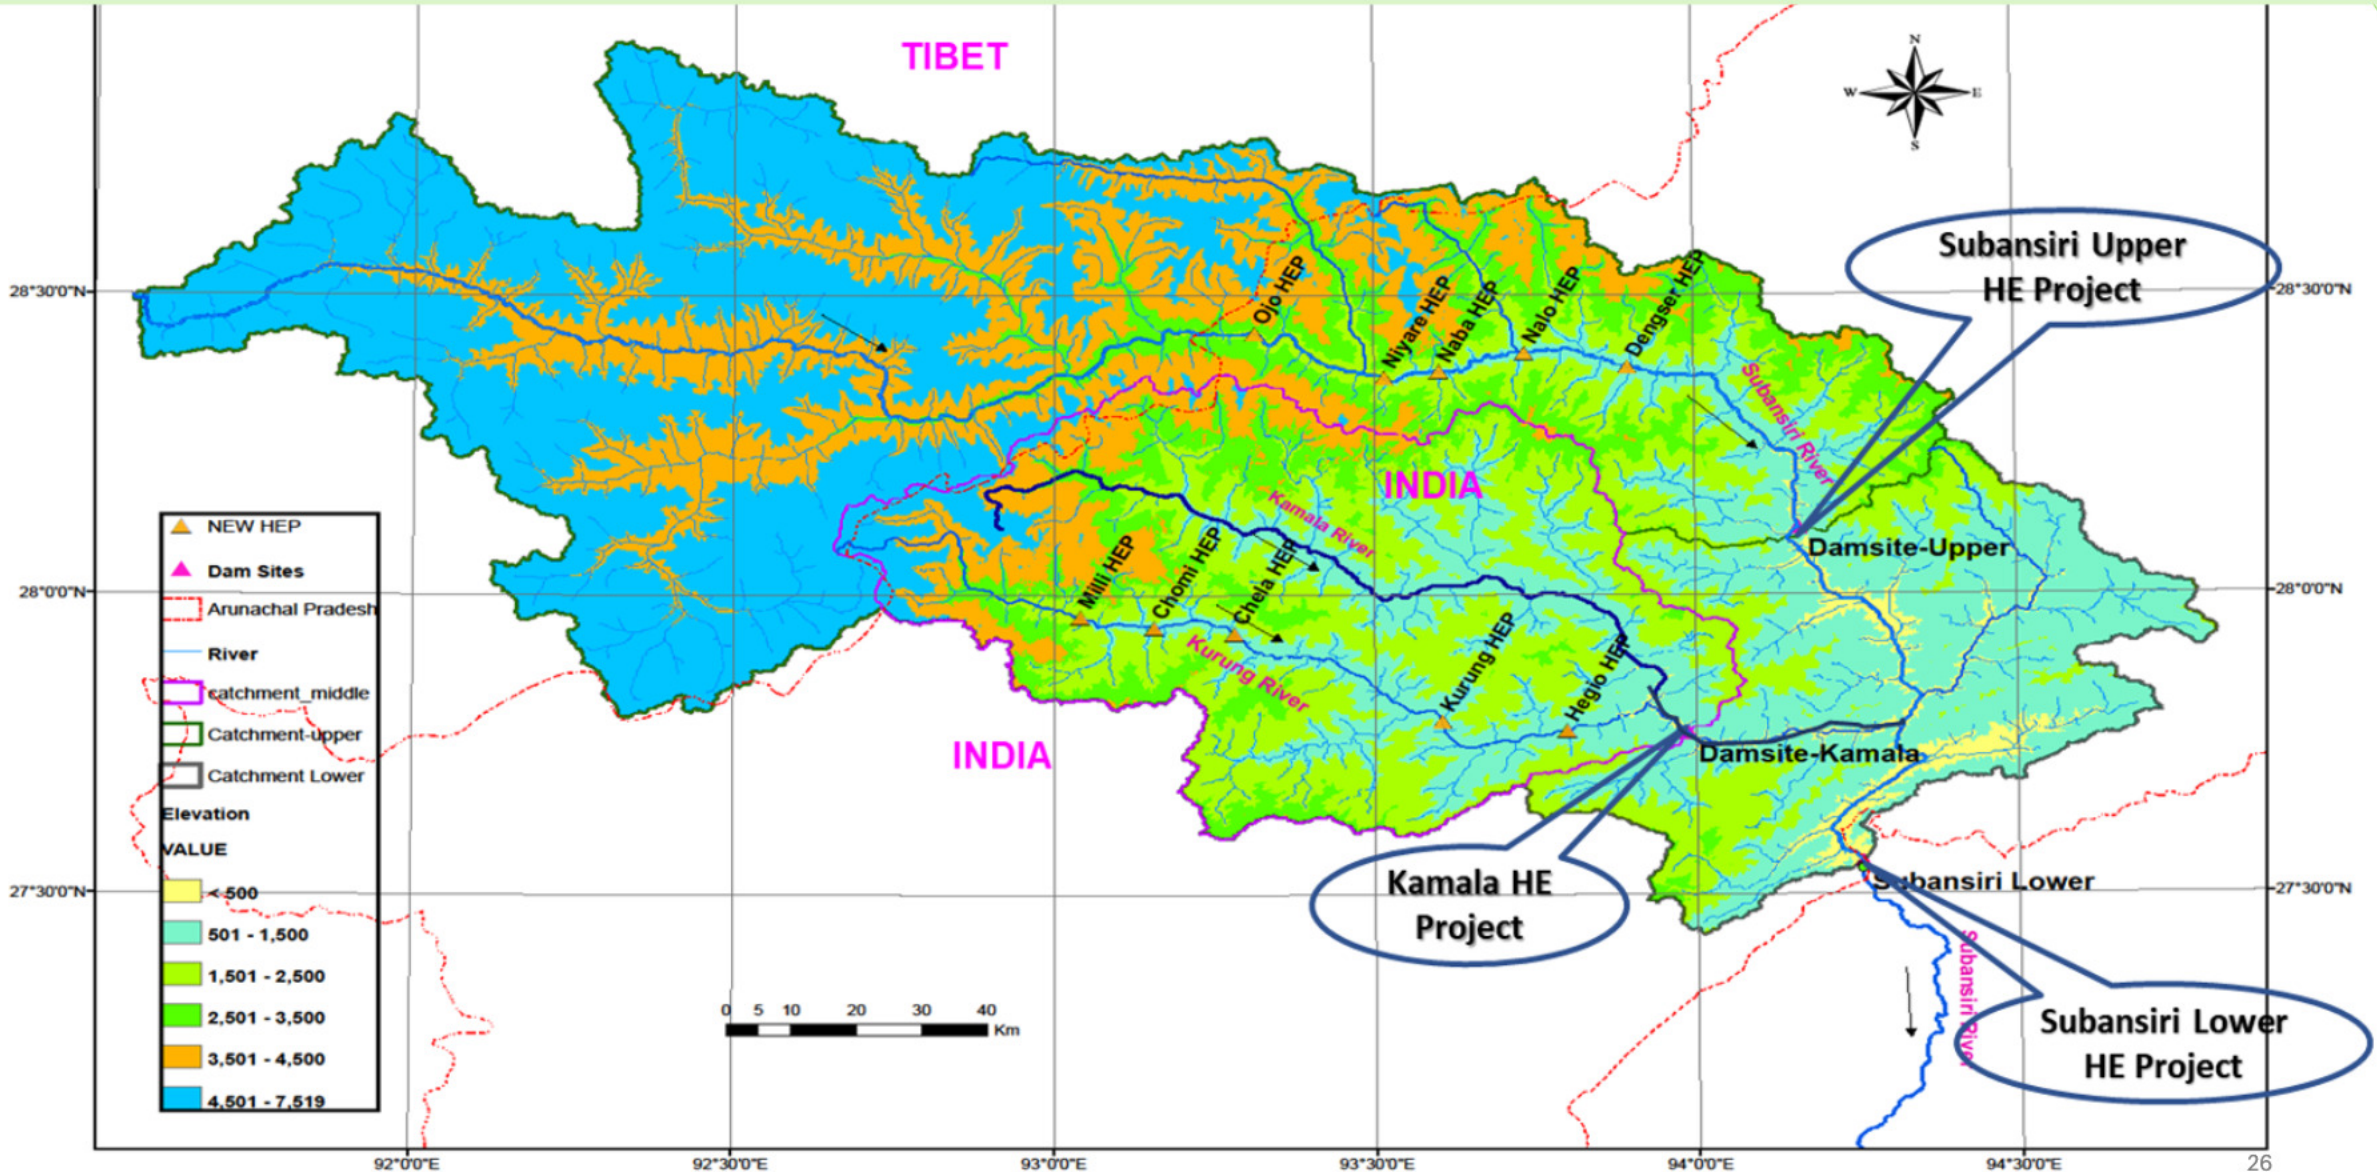 TIBET
N
W
E
S
Subansiri Upper
HE Project
28°30'0"N
28°30'0"N
Ojo HEP
Niyare HEP
Naba HEP
Nalo HEP
Dengser HEP
Subansiri River
INDIA
Kamala River
Damsite-Upper
28°0'0"N
28°0'0"N
Milli HEP
Chomi HEP
Chela HEP
Kurung River
Kurung HEP
Hegio HEP
INDIA
Damsite-Kamala
NEW HEP
Dam Sites
Arunachal Pradesh
River
catchment_middle
Catchment-upper
Catchment Lower
Elevation
VALUE
< 500
501 - 1,500
1,501 - 2,500
2,501 - 3,500
3,501 - 4,500
4,501 - 7,519
Kamala HE
Project
27°30'0"N
27°30'0"N
Subansiri Lower
Subansiri River
Subansiri Lower
HE Project
0 5 10 20 30 40
Km
92°0'0"E
92°30'0"E
93°0'0"E
93°30'0"E
94°0'0"E
94°30'0"E
26